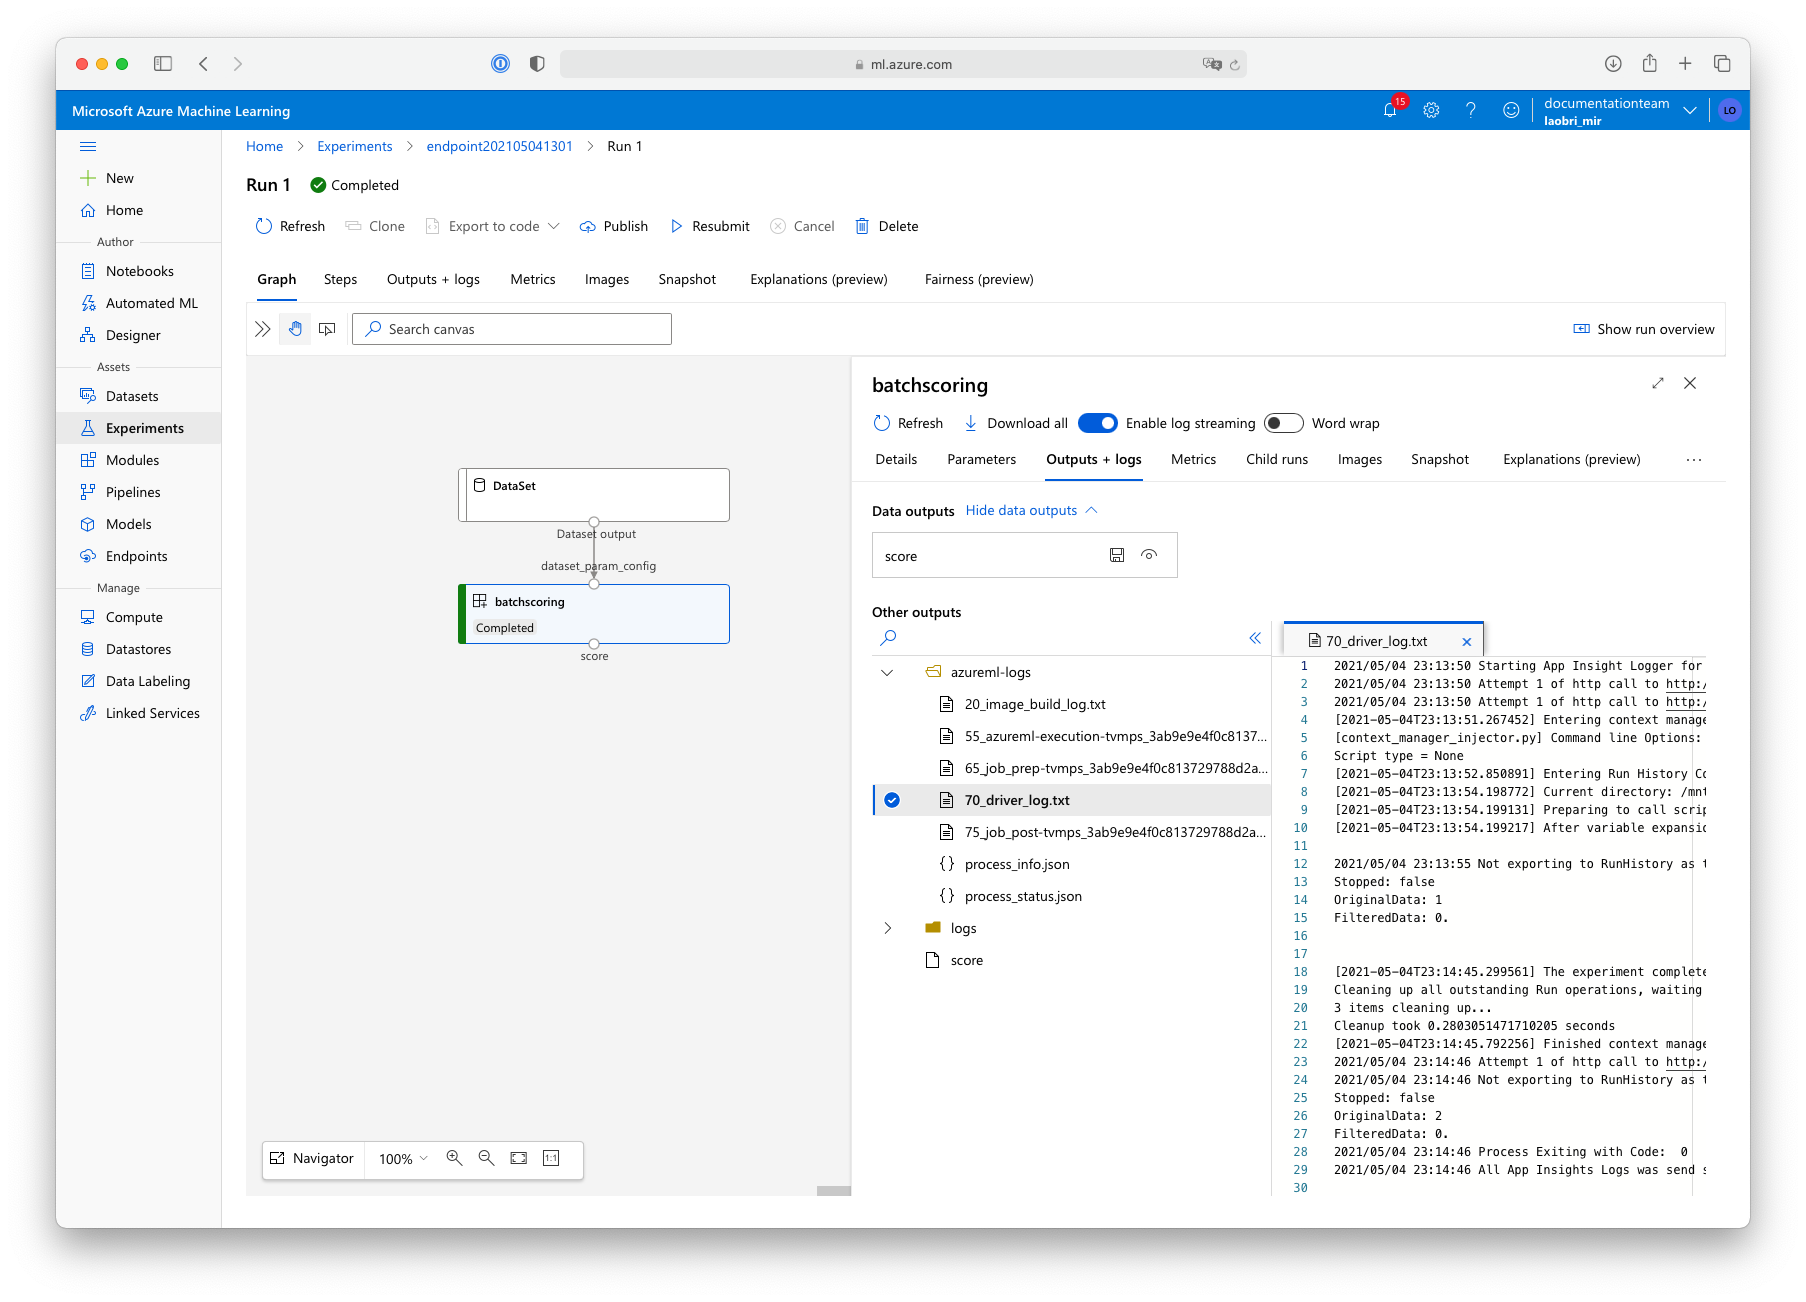 ml.azure.com
Microsoft Azure Machine Learning
15
documentationteam
laobri_mir
LO
Home > Experiments > endpoint202105041301 > Run 1
New
Home
Author
Notebooks
Automated ML
Designer
Assets
Datasets
Experiments
Modules
Pipelines
Models
Endpoints
Manage
Compute
Datastores
Data Labeling
Linked Services
Run 1 Completed
Refresh Clone Export to code Publish Resubmit Cancel Delete
Graph Steps Outputs + logs Metrics Images Snapshot Explanations (preview) Fairness (preview)
Search canvas
Show run overview
DataSet
Dataset output
dataset_param_config
batchscoring
Completed
score
Navigator 100% 1:1
batchscoring
Refresh Download all Enable log streaming Word wrap
Details Parameters Outputs + logs Metrics Child runs Images Snapshot Explanations (preview) ...
Data outputs Hide data outputs
score
Other outputs
azureml-logs
20_image_build_log.txt
55_azureml-execution-tvmps_3ab9e9e4f0c8137...
65_job_prep-tvmps_3ab9e9e4f0c813729788d2a...
70_driver_log.txt
75_job_post-tvmps_3ab9e9e4f0c813729788d2a...
{} process_info.json
{} process_status.json
logs
score
70_driver_log.txt
1 2021/05/04 23:13:50 Starting App Insight Logger for
2 2021/05/04 23:13:50 Attempt 1 of http call to http:/
3 2021/05/04 23:13:50 Attempt 1 of http call to http:/
4 [2021-05-04T23:13:51.267452] Entering context manage
5 [context_manager_injector.py] Command line Options:
6 Script type = None
7 [2021-05-04T23:13:52.850891] Entering Run History Co
8 [2021-05-04T23:13:54.198772] Current directory: /mnt
9 [2021-05-04T23:13:54.199131] Preparing to call scrip
10 [2021-05-04T23:13:54.199217] After variable expansio
11
12 2021/05/04 23:13:55 Not exporting to RunHistory as t
13 Stopped: false
14 OriginalData: 1
15 FilteredData: 0.
16
17
18 [2021-05-04T23:14:45.299561] The experiment complete
19 Cleaning up all outstanding Run operations, waiting
20 3 items cleaning up...
21 Cleanup took 0.2803051471710205 seconds
22 [2021-05-04T23:14:45.792256] Finished context manage
23 2021/05/04 23:14:46 Attempt 1 of http call to http:/
24 2021/05/04 23:14:46 Not exporting to RunHistory as t
25 Stopped: false
26 OriginalData: 2
27 FilteredData: 0.
28 2021/05/04 23:14:46 Process Exiting with Code: 0
29 2021/05/04 23:14:46 All App Insights Logs was send s
30